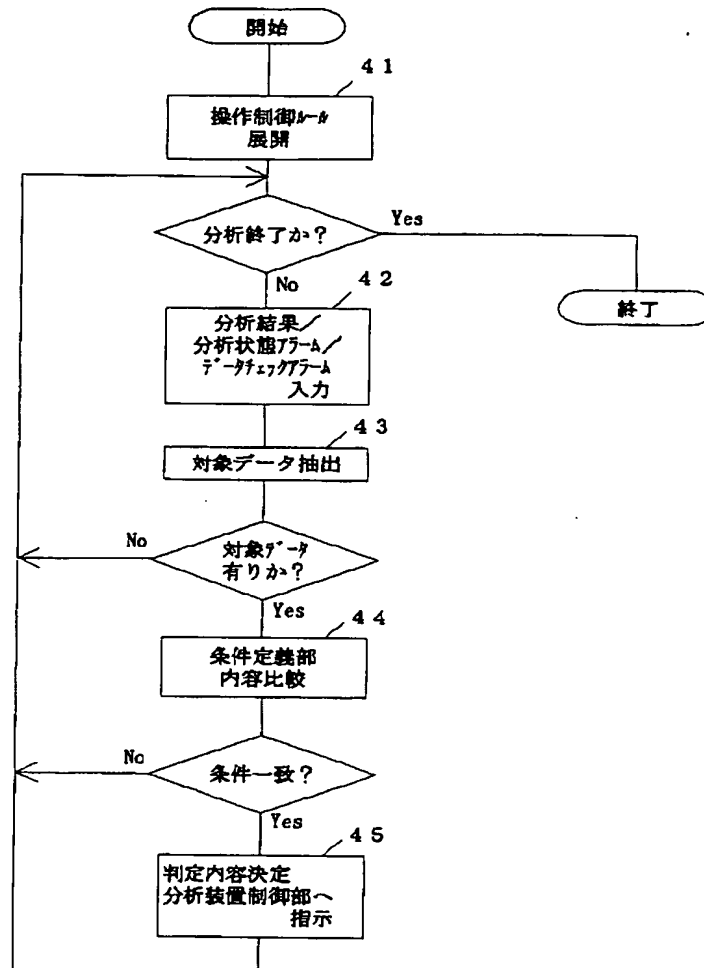 開始
41
操作制御ルール
展開
分析終了か?
Yes
No
終了
42
分析結果/
分析状態アラーム/
データチェックアラーム
入力
43
対象データ抽出
対象データ
有りか?
No
Yes
44
条件定義部
内容比較
条件一致?
No
Yes
45
判定内容決定
分析装置制御部へ
指示